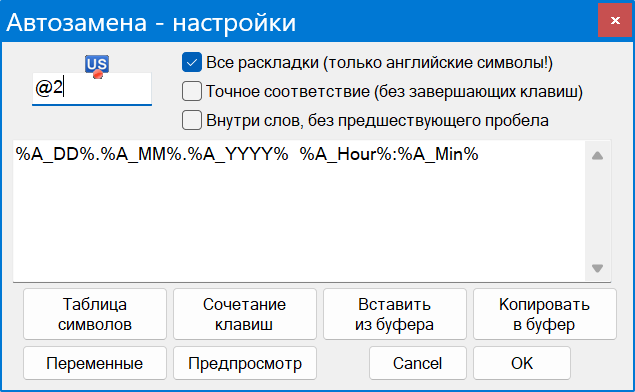 Автозамена - настройки
US
@2
Все раскладки (только английские символы!)
Точное соответствие (без завершающих клавиш)
Внутри слов, без предшествующего пробела
%A_DD%.%A_MM%.%A_YYYY%  %A_Hour%:%A_Min%
Таблица
символов
Сочетание
клавиш
Вставить
из буфера
Копировать
в буфер
Переменные
Предпросмотр
Cancel
OK